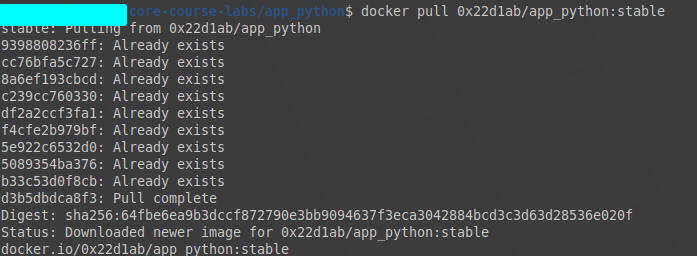 core-course-labs/app_python$ docker pull 0x22d1ab/app_python:stable
stable: Pulling from 0x22d1ab/app_python
9398808236ff: Already exists
cc76bfa5c727: Already exists
8a6ef193cbcd: Already exists
c239cc760330: Already exists
df2a2ccf3fa1: Already exists
f4cfe2b979bf: Already exists
5e922c6532d0: Already exists
5089354ba376: Already exists
b33c53d0f8cb: Already exists
d3b5dbdca8f3: Pull complete
Digest: sha256:64fbe6ea9b3dccf872790e3bb9094637f3eca3042884bcd3c3d63d28536e020f
Status: Downloaded newer image for 0x22d1ab/app_python:stable
docker.io/0x22d1ab/app_python:stable